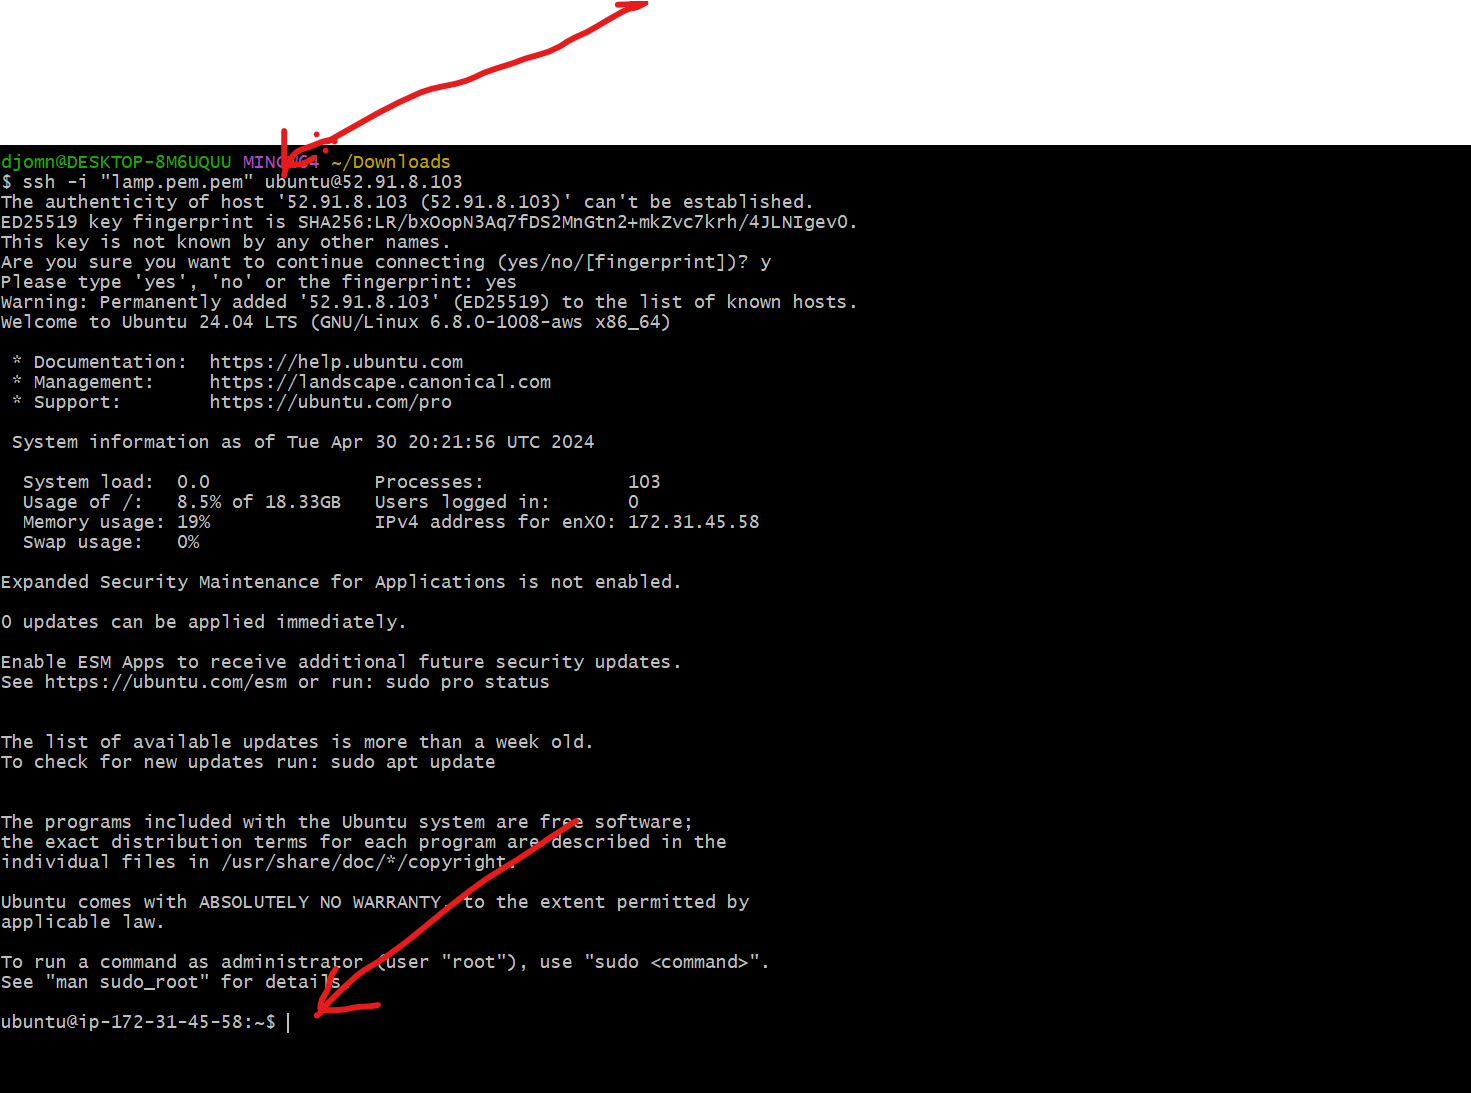 djomn@DESKTOP-8M6UQUU MINGW64 ~/Downloads
$ ssh -i "lamp.pem.pem" ubuntu@52.91.8.103
The authenticity of host '52.91.8.103 (52.91.8.103)' can't be established.
ED25519 key fingerprint is SHA256:LR/bxOopN3Aq7fDS2MnGtn2+mkZvc7krh/4JLNIgev0.
This key is not known by any other names.
Are you sure you want to continue connecting (yes/no/[fingerprint])? y
Please type 'yes', 'no' or the fingerprint: yes
Warning: Permanently added '52.91.8.103' (ED25519) to the list of known hosts.
Welcome to Ubuntu 24.04 LTS (GNU/Linux 6.8.0-1008-aws x86_64)
* Documentation:  https://help.ubuntu.com
* Management:     https://landscape.canonical.com
* Support:        https://ubuntu.com/pro
System information as of Tue Apr 30 20:21:56 UTC 2024
System load:  0.0               Processes:             103
Usage of /:   8.5% of 18.33GB   Users logged in:       0
Memory usage: 19%               IPv4 address for enX0: 172.31.45.58
Swap usage:   0%
Expanded Security Maintenance for Applications is not enabled.
0 updates can be applied immediately.
Enable ESM Apps to receive additional future security updates.
See https://ubuntu.com/esm or run: sudo pro status
The list of available updates is more than a week old.
To check for new updates run: sudo apt update
The programs included with the Ubuntu system are free software;
the exact distribution terms for each program are described in the
individual files in /usr/share/doc/*/copyright.
Ubuntu comes with ABSOLUTELY NO WARRANTY, to the extent permitted by
applicable law.
To run a command as administrator (user "root"), use "sudo <command>".
See "man sudo_root" for details.
ubuntu@ip-172-31-45-58:~$